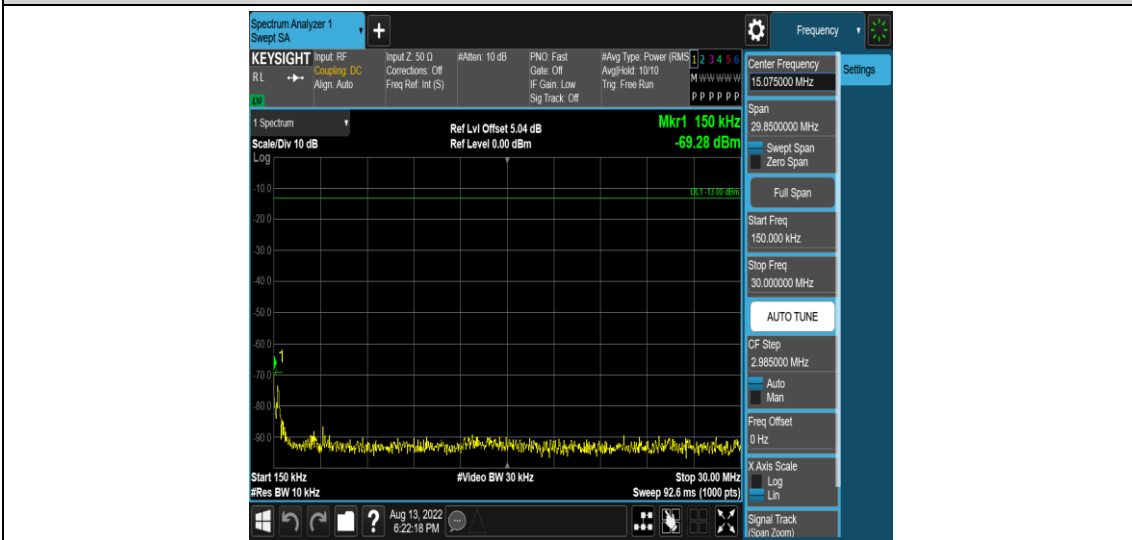 Spectrum Analyzer 1
Swept SA
+
Frequency
KEYSIGHT
Input: RF
Input Z: 50 Ω
#Atten: 10 dB
PNO: Fast
#Avg Type: Power (RMS
1 2 3 4 5 6
RL
Coupling: DC
Corrections: Off
Gate: Off
Avg|Hold: 10/10
M W W W W W
Align: Auto
Freq Ref: Int (S)
IF Gain: Low
Trig: Free Run
Sig Track: Off
P P P P P P
1 Spectrum
Ref Lvl Offset 5.04 dB
Mkr1 150 kHz
Scale/Div 10 dB
Ref Level 0.00 dBm
-69.28 dBm
Log
DL1 -13.00 dBm
-10.0
-20.0
-30.0
-40.0
-50.0
-60.0
1
-70.0
-80.0
-90.0
Start 150 kHz
#Video BW 30 kHz
Stop 30.00 MHz
#Res BW 10 kHz
Sweep 92.6 ms (1000 pts)
?
Aug 13, 2022
6:22:18 PM
Center Frequency
15.075000 MHz
Settings
Span
29.8500000 MHz
Swept Span
Zero Span
Full Span
Start Freq
150.000 kHz
Stop Freq
30.000000 MHz
AUTO TUNE
CF Step
2.985000 MHz
Auto
Man
Freq Offset
0 Hz
X Axis Scale
Log
Lin
Signal Track
(Span Zoom)